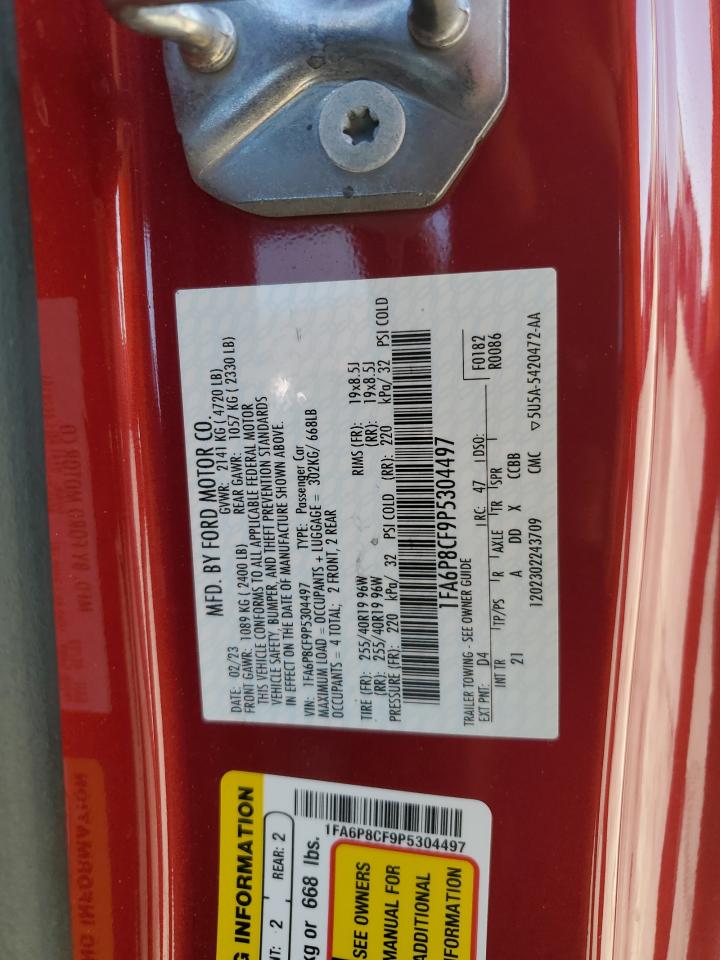 MFD. BY FORD MOTOR CO.
DATE: 02/23 GVWR: 2141 KG ( 4720 LB)
FRONT GAWR: 1089 KG ( 2400 LB) REAR GAWR: 1057 KG ( 2330 LB)
THIS VEHICLE CONFORMS TO ALL APPLICABLE FEDERAL MOTOR
VEHICLE SAFETY, BUMPER, AND THEFT PREVENTION STANDARDS
IN EFFECT ON THE DATE OF MANUFACTURE SHOWN ABOVE.
VIN: 1FA6P8CF9P5304497 TYPE: Passenger Car
MAXIMUM LOAD = OCCUPANTS + LUGGAGE = 302KG/ 668LB
OCCUPANTS = 4 TOTAL; 2 FRONT, 2 REAR
TIRE (FR): 255/40R19 96W RIMS (FR): 19x8.5J
(RR): 255/40R19 96W (RR): 19x8.5J
PRESSURE (FR): 220 kPa/ 32 PSI COLD (RR): 220 kPa/ 32 PSI COLD
1FA6P8CF9P5304497
TRAILER TOWING - SEE OWNER GUIDE
EXT PNT: D4 RC: 47 DSO: F0182
R0086
INT TR TP/PS R AXLE TR SPR
21 A DD X CCBB
1202302243709 CMC ▽5U5A-5420472-AA
G INFORMATION
NT: 2 REAR: 2
kg or 668 lbs.
1FA6P8CF9P5304497
SEE OWNERS
MANUAL FOR
ADDITIONAL
FORMATION